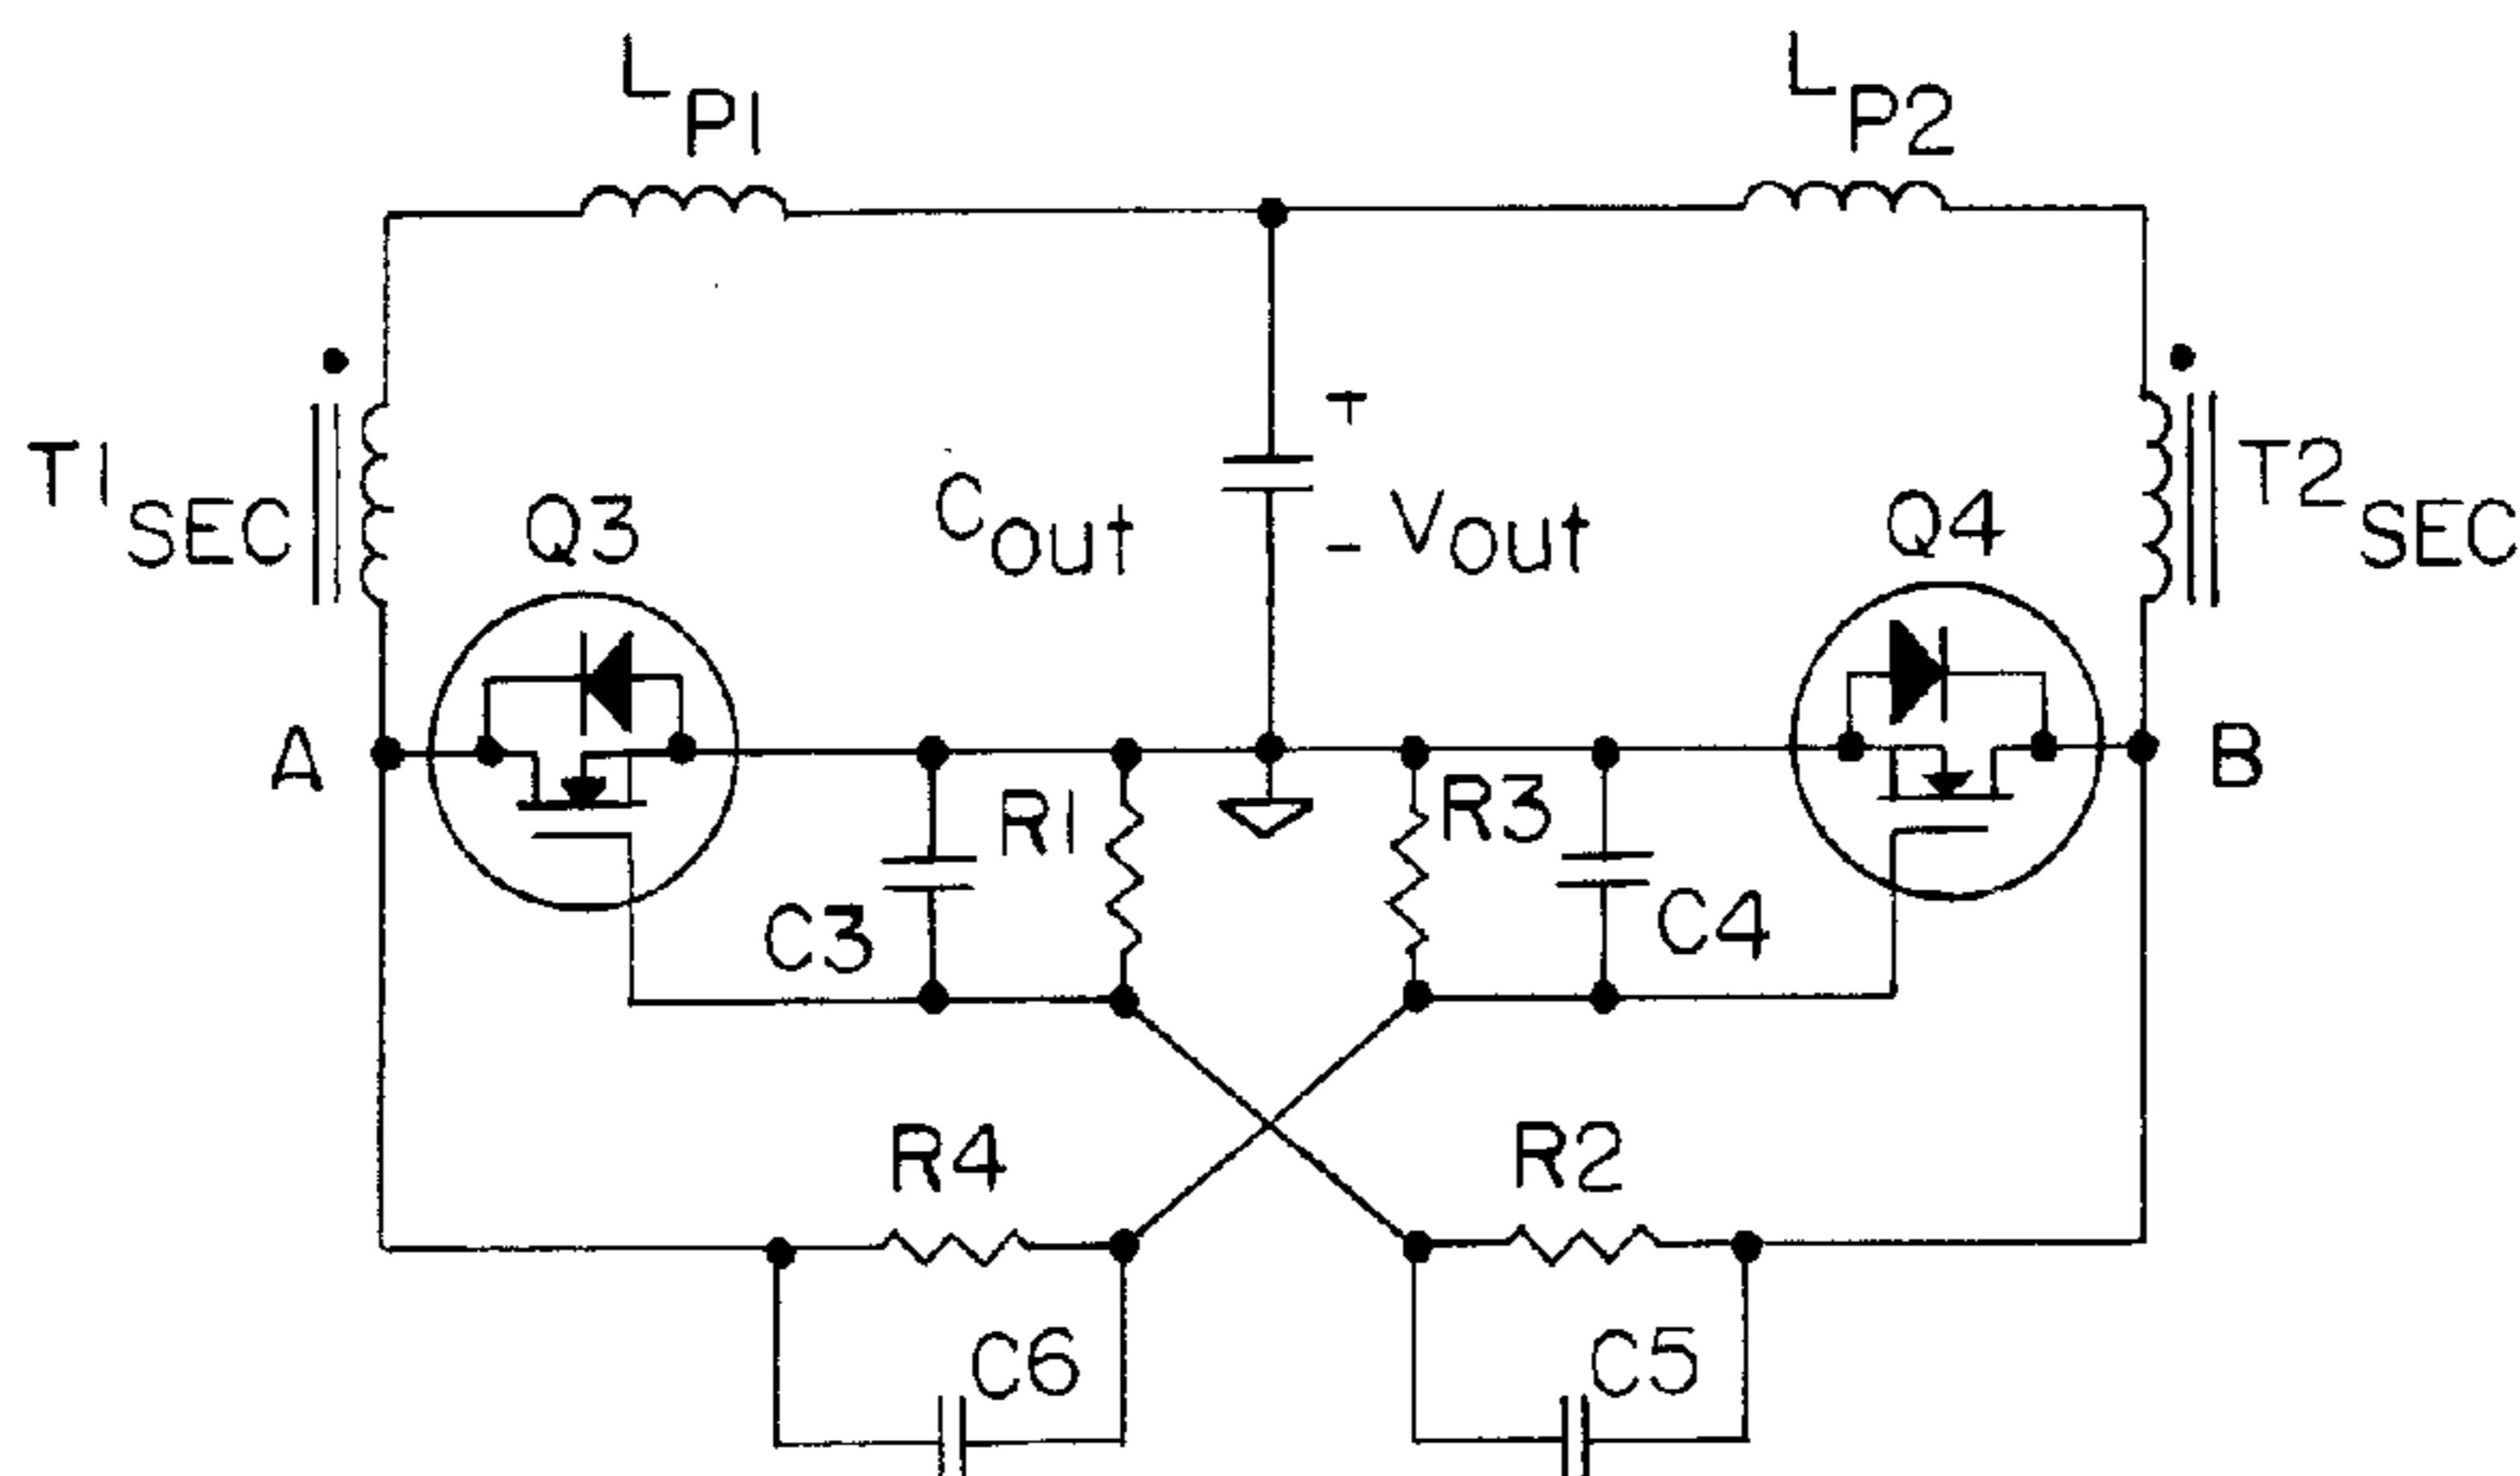 LP1
LP2
T1SEC
Q3
Cout
+
- Vout
Q4
T2SEC
A
B
R1
R3
C3
C4
R4
R2
C6
C5